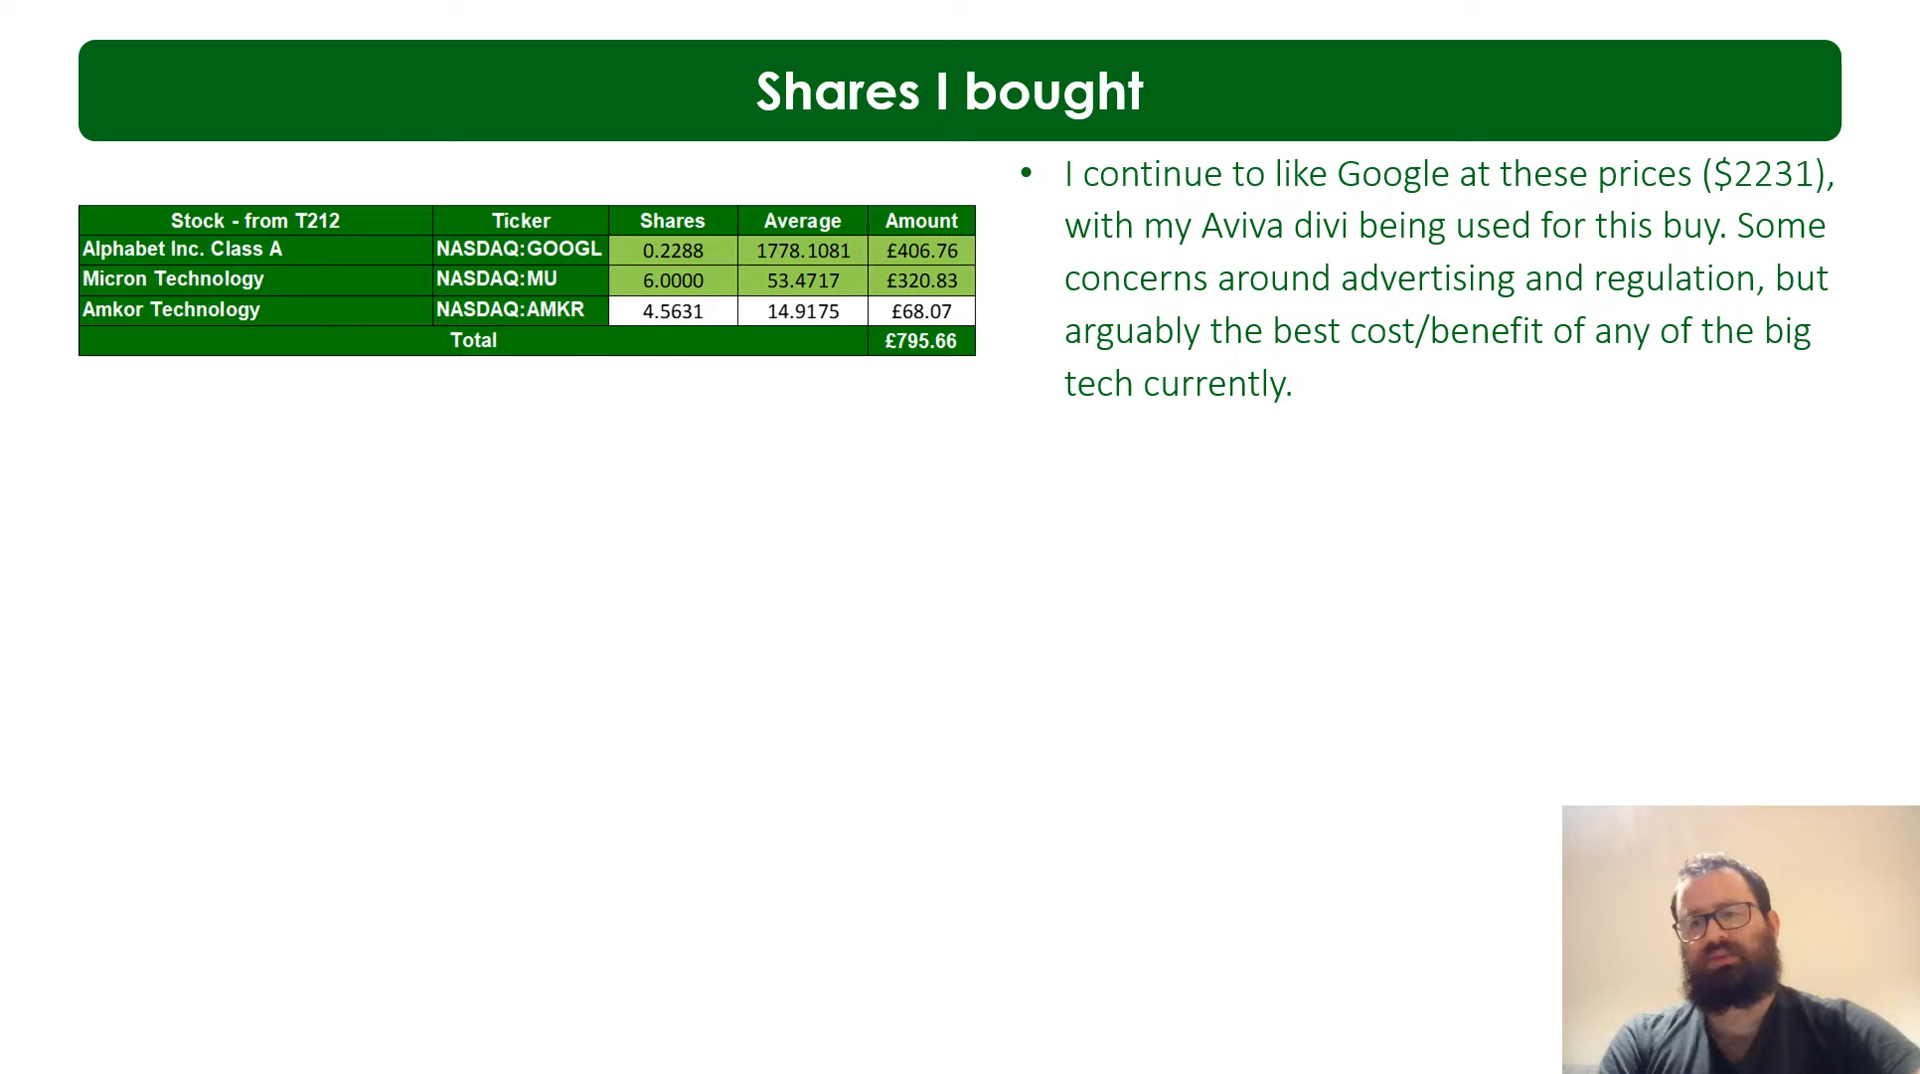 Shares I bought
Stock - from T212 Ticker Shares Average Amount
Alphabet Inc. Class A NASDAQ:GOOGL 0.2288 1778.1081 £406.76
Micron Technology NASDAQ:MU 6.0000 53.4717 £320.83
Amkor Technology NASDAQ:AMKR 4.5631 14.9175 £68.07
Total £795.66
• I continue to like Google at these prices ($2231),
with my Aviva divi being used for this buy. Some
concerns around advertising and regulation, but
arguably the best cost/benefit of any of the big
tech currently.